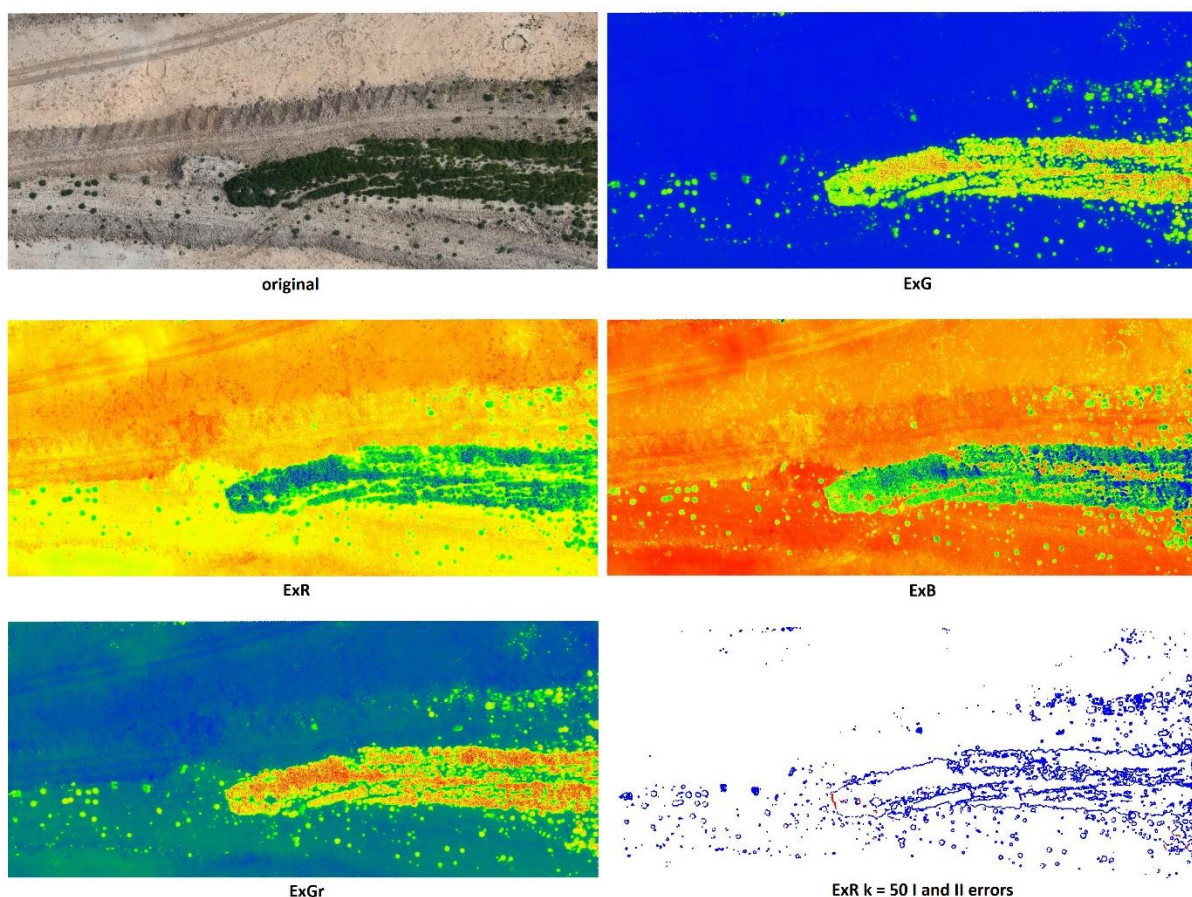 original
ExG
ExR
ExB
ExGr
ExR k = 50 I and II errors